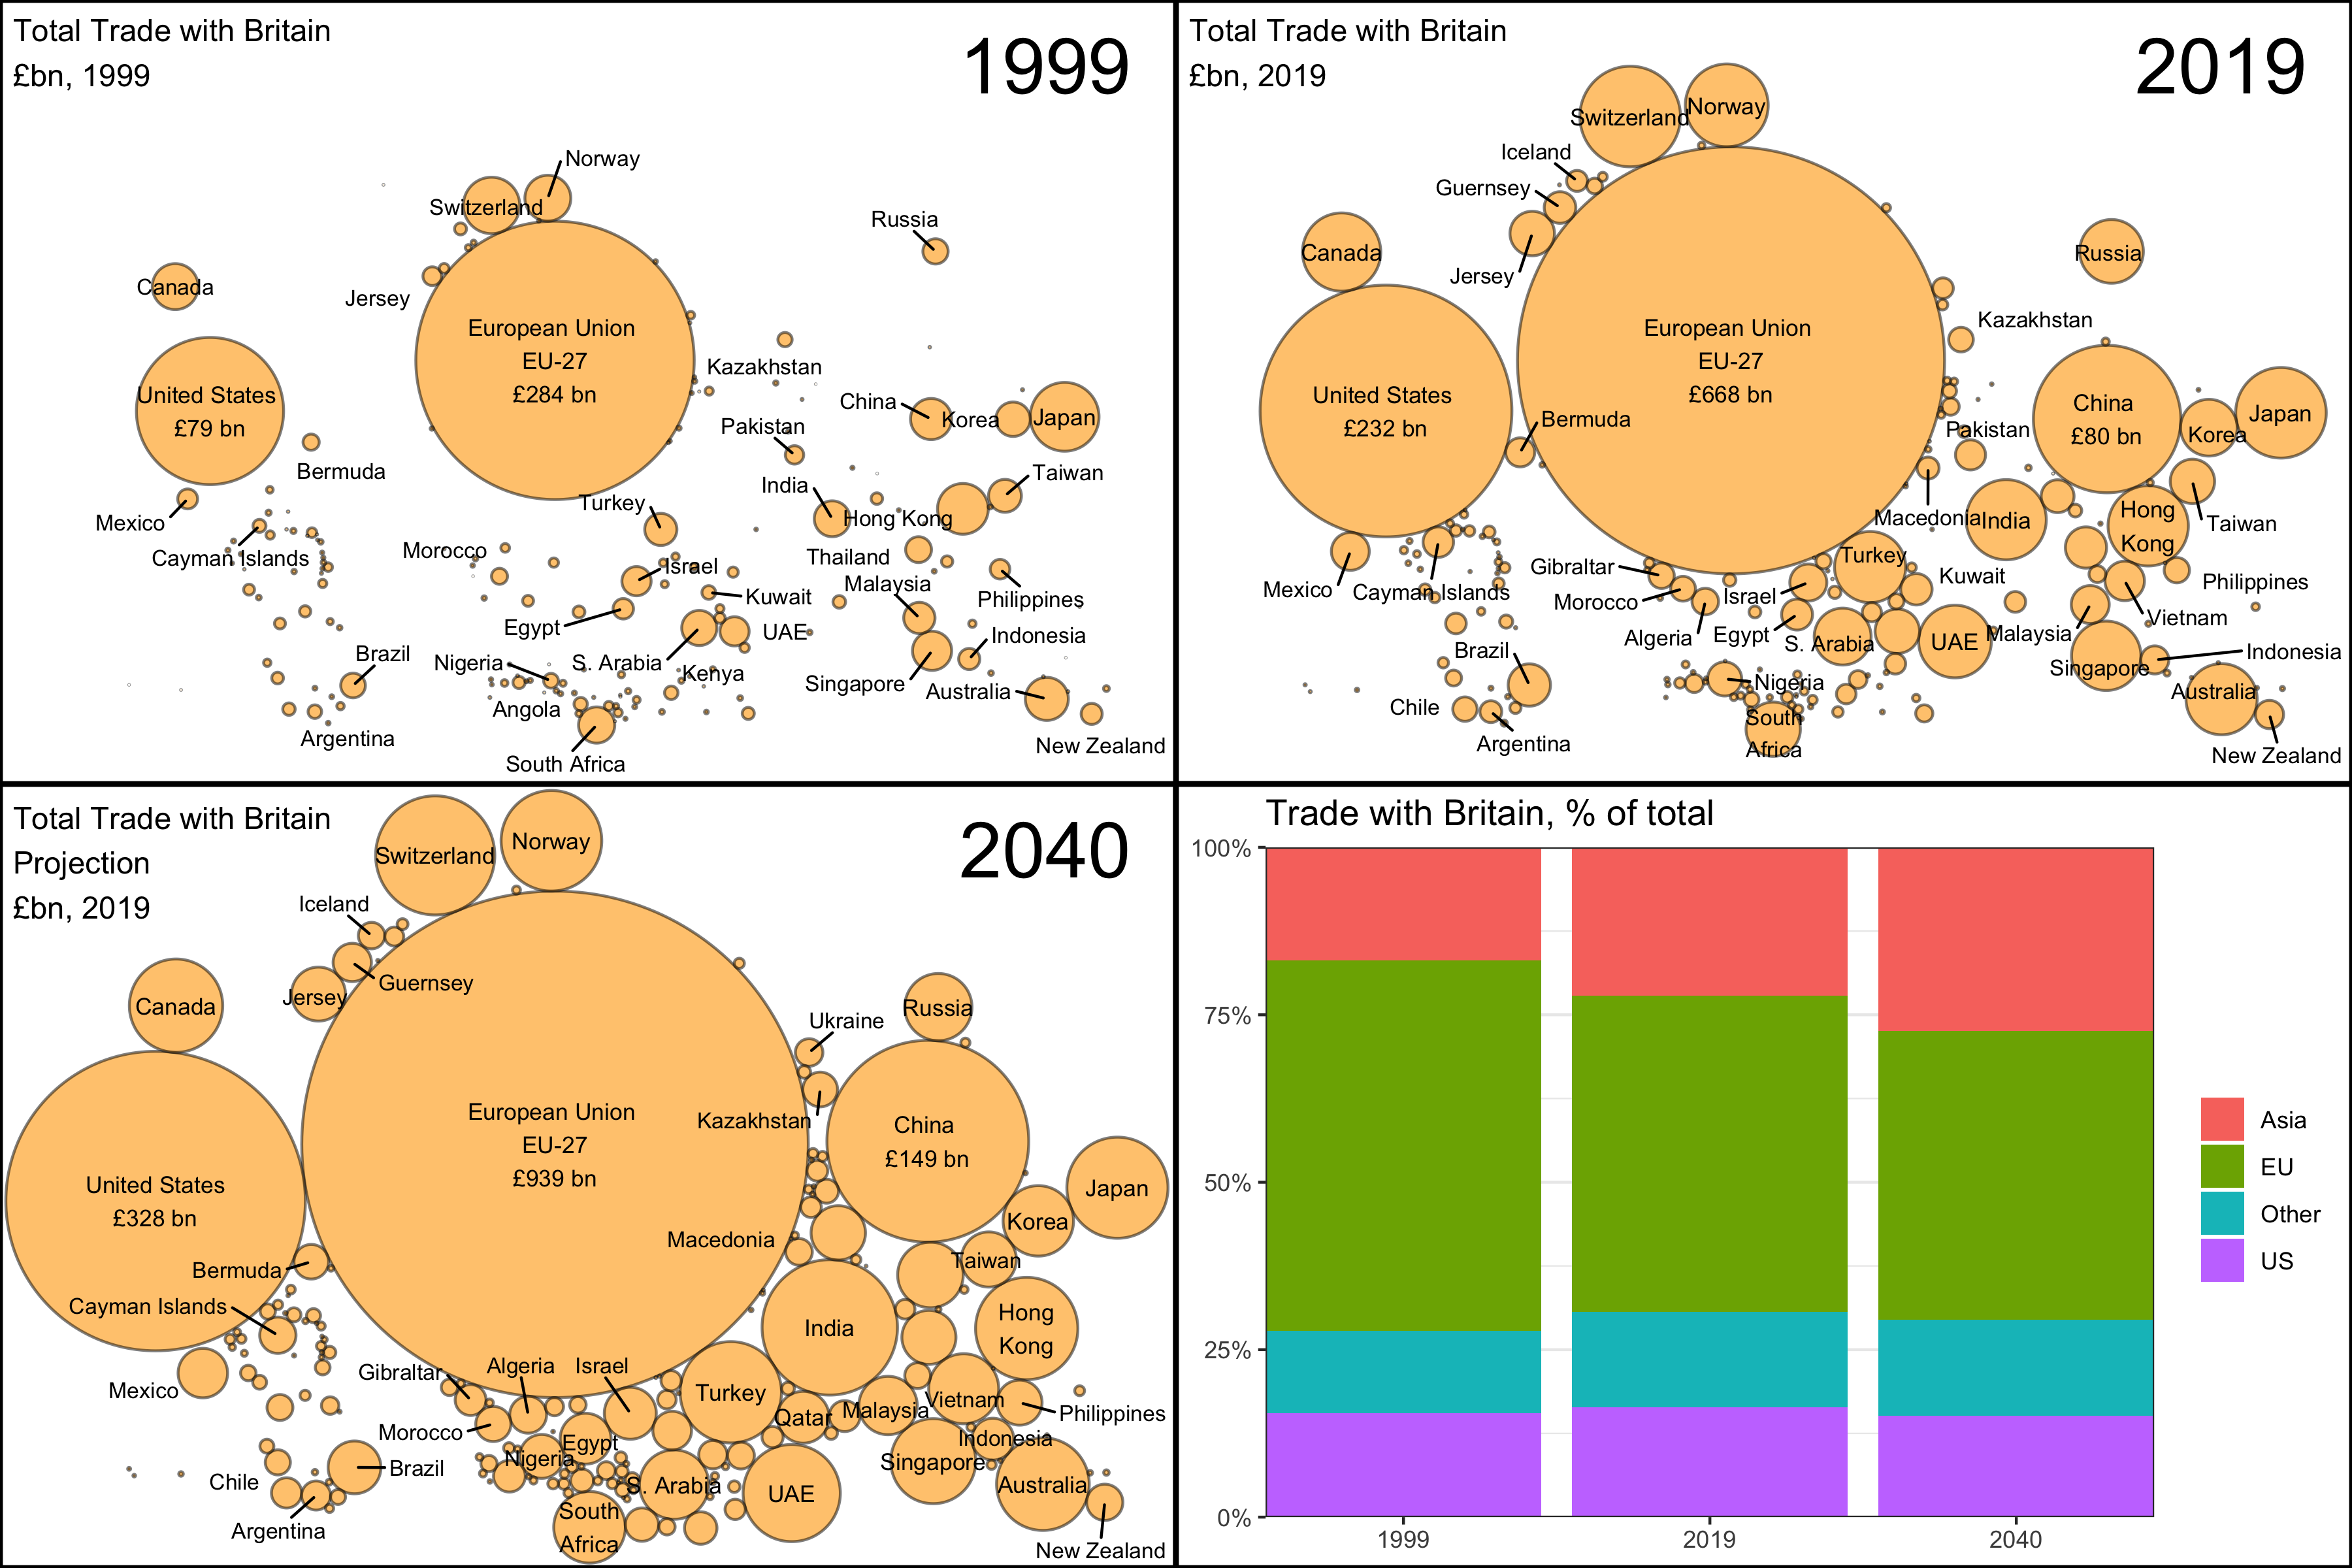 Total Trade with Britain
£bn, 1999
1999
Norway
Switzerland
Russia
Canada
Jersey
European Union
EU-27
£284 bn
Kazakhstan
United States
£79 bn
China
Korea
Japan
Pakistan
Bermuda
Taiwan
India
Turkey
Hong Kong
Mexico
Cayman Islands
Morocco
Thailand
Israel
Malaysia
Kuwait
Philippines
Egypt
UAE
Indonesia
Brazil
Nigeria
S. Arabia
Kenya
Singapore
Australia
Angola
Argentina
South Africa
New Zealand
Total Trade with Britain
£bn, 2019
2019
Switzerland
Norway
Iceland
Guernsey
Canada
Jersey
Russia
European Union
EU-27
£668 bn
Kazakhstan
United States
£232 bn
China
£80 bn
Japan
Bermuda
Pakistan
Korea
Macedonia
India
Hong
Kong
Taiwan
Turkey
Gibraltar
Mexico
Cayman Islands
Morocco
Israel
Kuwait
Philippines
Algeria
Egypt
S. Arabia
UAE
Malaysia
Vietnam
Brazil
Singapore
Indonesia
Nigeria
Australia
Chile
Argentina
South
Africa
New Zealand
Total Trade with Britain
Projection
£bn, 2019
2040
Switzerland
Norway
Iceland
Guernsey
Jersey
Canada
Russia
Ukraine
European Union
EU-27
£939 bn
Kazakhstan
China
£149 bn
United States
£328 bn
Japan
Korea
Macedonia
Taiwan
Bermuda
Cayman Islands
India
Hong
Kong
Gibraltar
Algeria
Israel
Mexico
Turkey
Qatar
Malaysia
Vietnam
Philippines
Morocco
Egypt
Indonesia
Nigeria
Singapore
Brazil
Chile
S. Arabia
UAE
Australia
Argentina
South
Africa
New Zealand
Trade with Britain, % of total
100%
75%
50%
25%
0%
1999
2019
2040
Asia
EU
Other
US